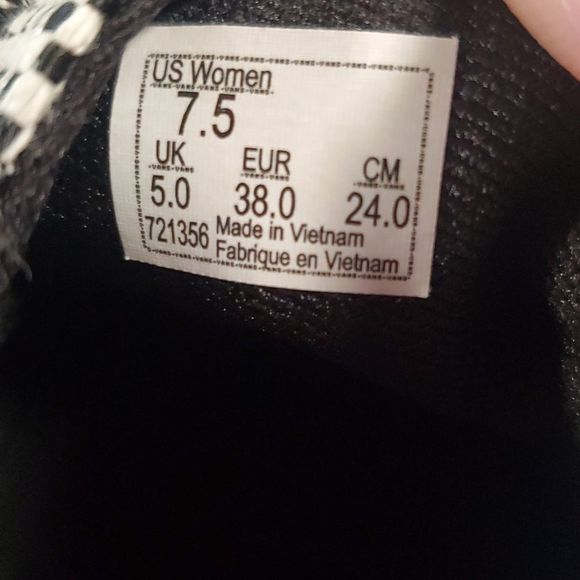 US Women
7.5
UK EUR CM
5.0 38.0 24.0
721356 Made in Vietnam
Fabrique en Vietnam